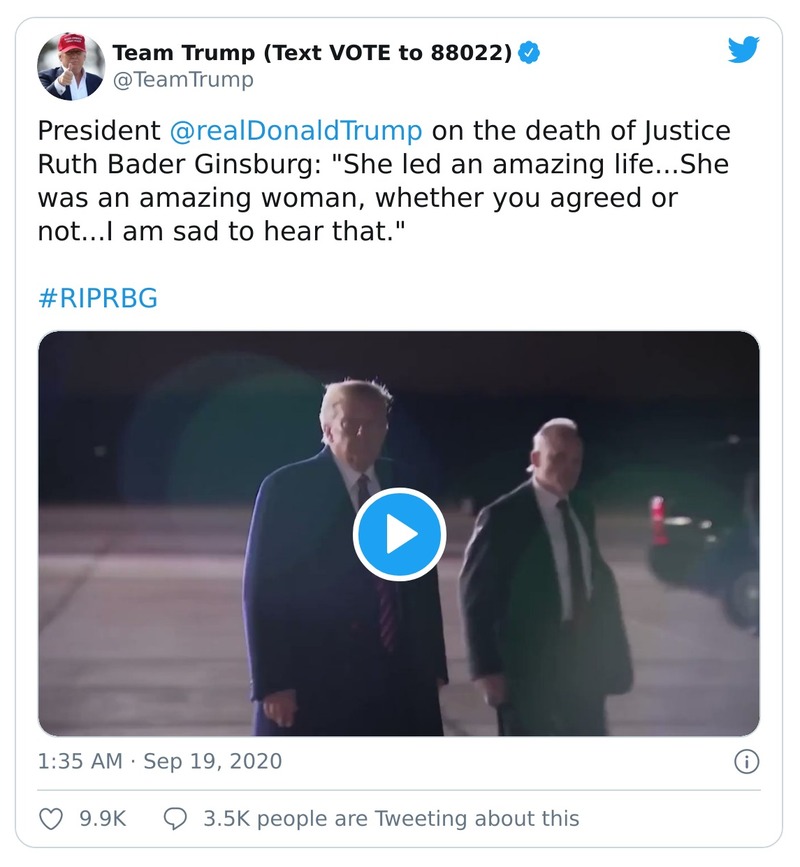 Team Trump (Text VOTE to 88022)
@TeamTrump
President @realDonaldTrump on the death of Justice
Ruth Bader Ginsburg: "She led an amazing life...She
was an amazing woman, whether you agreed or
not...I am sad to hear that."
#RIPRBG
1:35 AM · Sep 19, 2020
9.9K 3.5K people are Tweeting about this